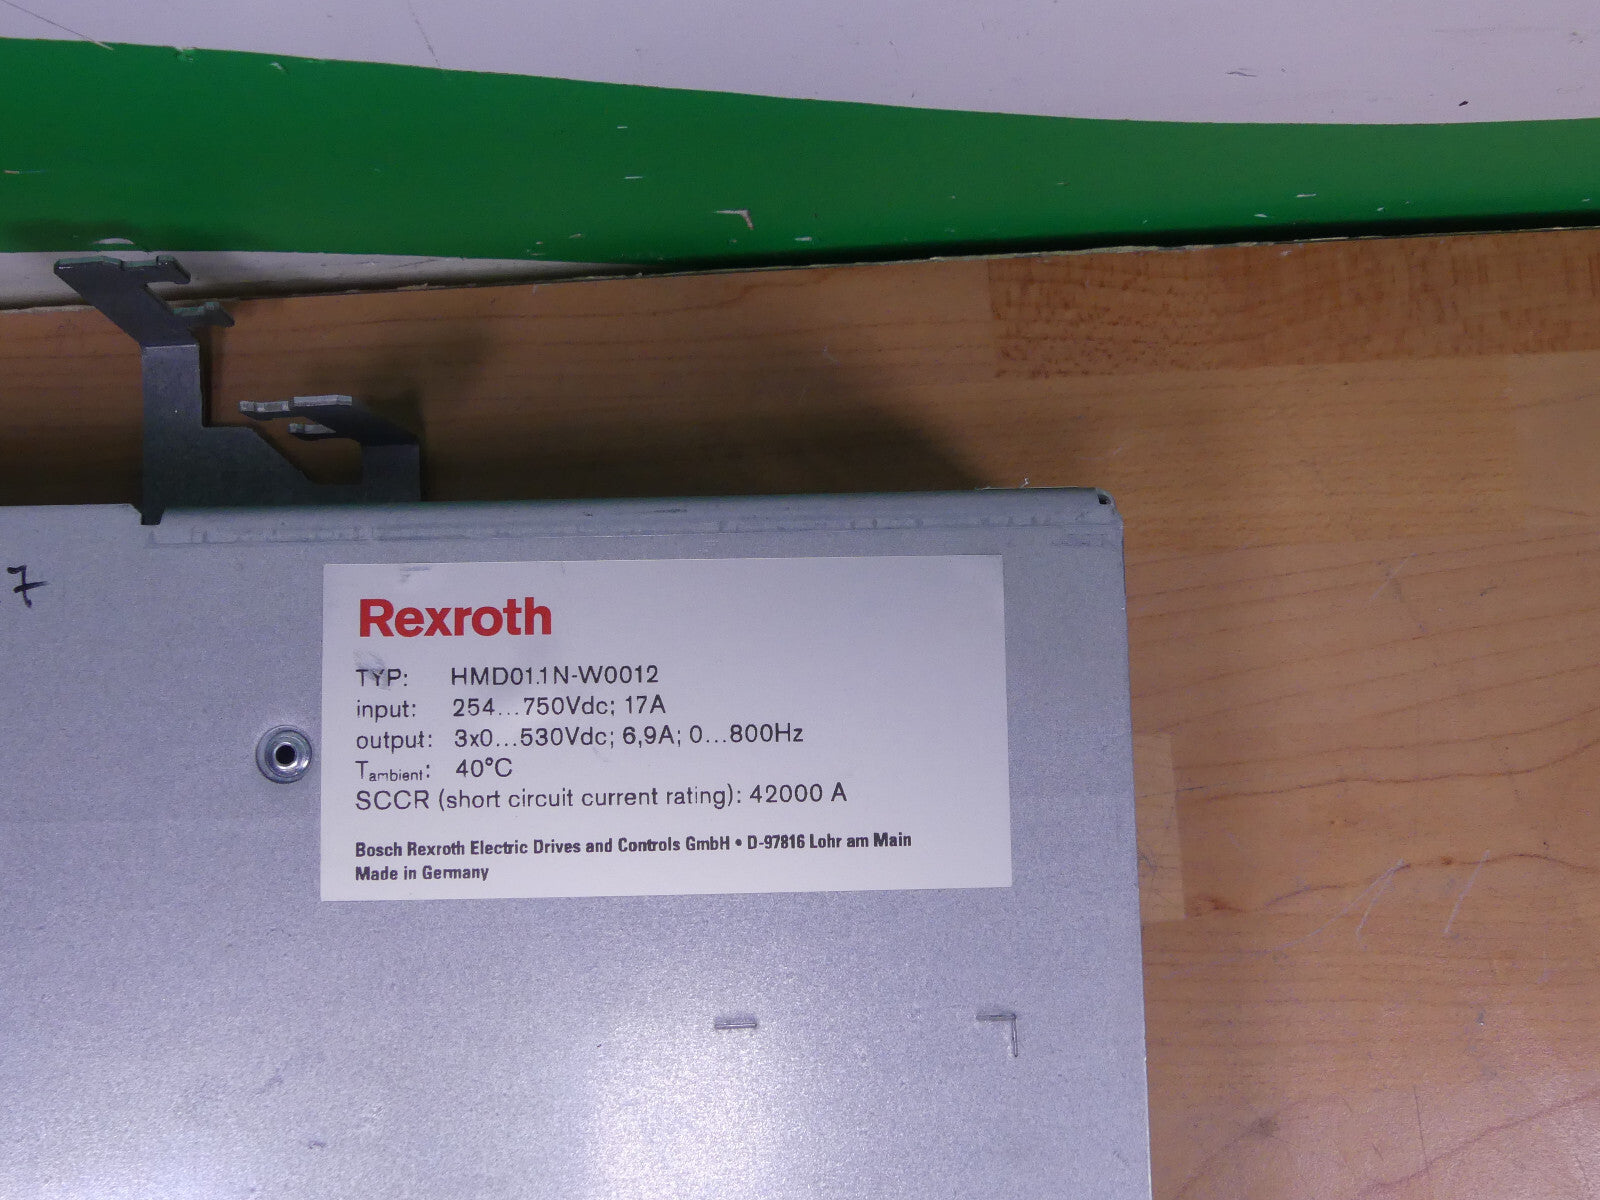 7
Rexroth
TYP: HMD01.1N-W0012
input: 254...750Vdc; 17A
output: 3x0...530Vdc; 6,9A; 0...800Hz
Tambient: 40°C
SCCR (short circuit current rating): 42000 A
Bosch Rexroth Electric Drives and Controls GmbH • D-97816 Lohr am Main
Made in Germany